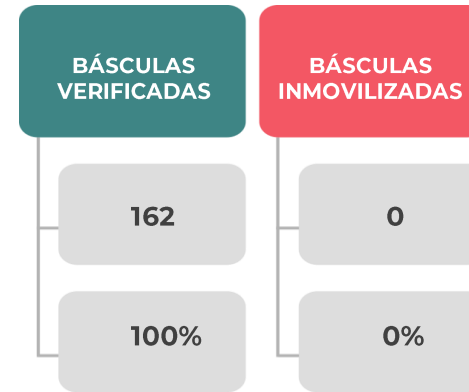 BÁSCULAS
VERIFICADAS
162
100%
BÁSCULAS
INMOVILIZADAS
0
0%